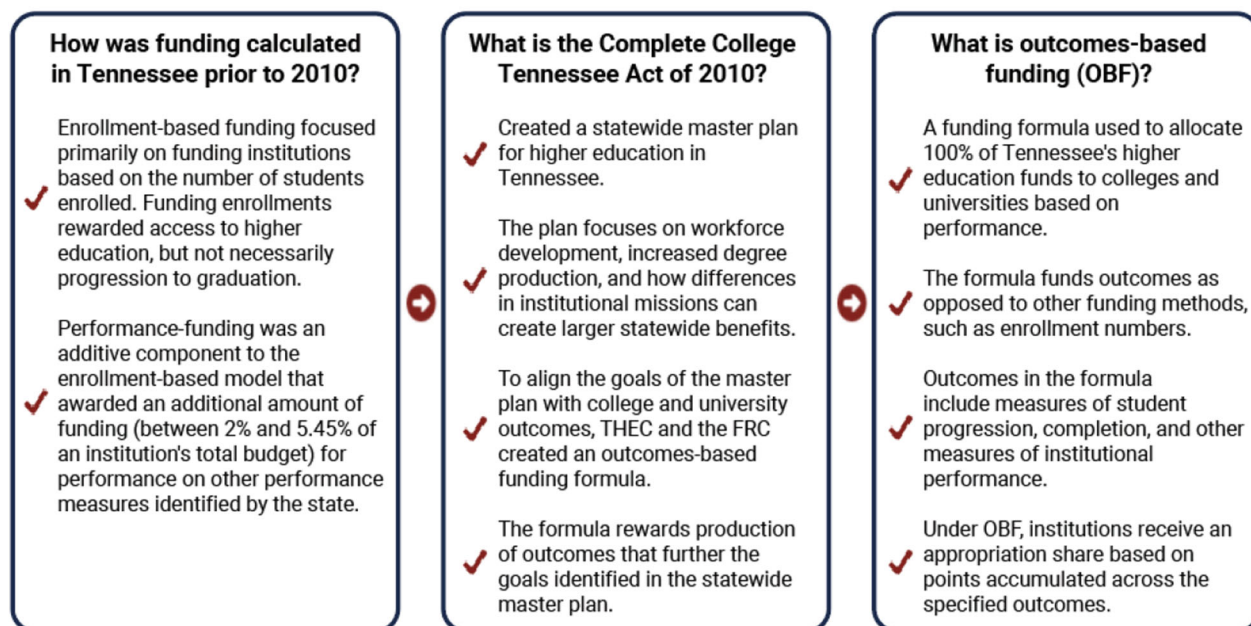 How was funding calculated
in Tennessee prior to 2010?
Enrollment-based funding focused
primarily on funding institutions
based on the number of students
enrolled. Funding enrollments
rewarded access to higher
education, but not necessarily
progression to graduation.
Performance-funding was an
additive component to the
enrollment-based model that
awarded an additional amount of
funding (between 2% and 5.45% of
an institution's total budget) for
performance on other performance
measures identified by the state.
What is the Complete College
Tennessee Act of 2010?
Created a statewide master plan
for higher education in
Tennessee.
The plan focuses on workforce
development, increased degree
production, and how differences
in institutional missions can
create larger statewide benefits.
To align the goals of the master
plan with college and university
outcomes, THEC and the FRC
created an outcomes-based
funding formula.
The formula rewards production
of outcomes that further the
goals identified in the statewide
master plan.
What is outcomes-based
funding (OBF)?
A funding formula used to allocate
100% of Tennessee's higher
education funds to colleges and
universities based on
performance.
The formula funds outcomes as
opposed to other funding methods,
such as enrollment numbers.
Outcomes in the formula
include measures of student
progression, completion, and other
measures of institutional
performance.
Under OBF, institutions receive an
appropriation share based on
points accumulated across the
specified outcomes.